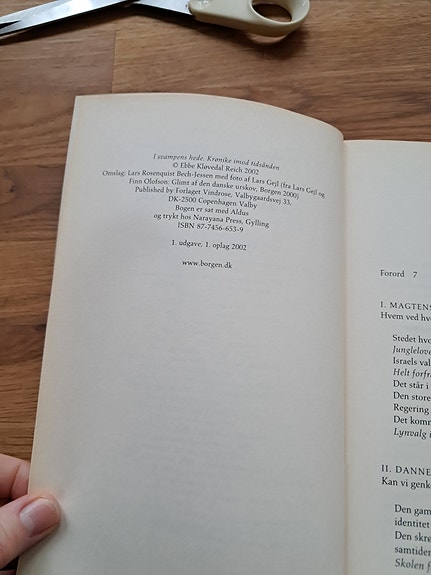 I svampens hede. Krønike imod tidsånden
© Ebbe Kløvedal Reich 2002
Omslag: Lars Rosenquist Bech-Jessen med foto af Lars Gejl (fra Lars Gejl og
Finn Olofson: Glimt af den danske urskov, Borgen 2000)
Published by Forlaget Vindrose, Valbygaardsvej 33,
DK-2500 Copenhagen Valby
Bogen er sat med Aldus
og trykt hos Narayana Press, Gylling
ISBN 87-7456-653-9
1. udgave, 1. oplag 2002
www.borgen.dk
Forord 7
I. MAGTENS
Hvem ved hv
Stedet hvo
Junglelove
Israels val
Helt forfr
Det står i
Den store
Regering
Det komm
Lynvalg i
II. DANNE
Kan vi genk
Den gam
identitet
Den skrø
samtiden
Skolen f